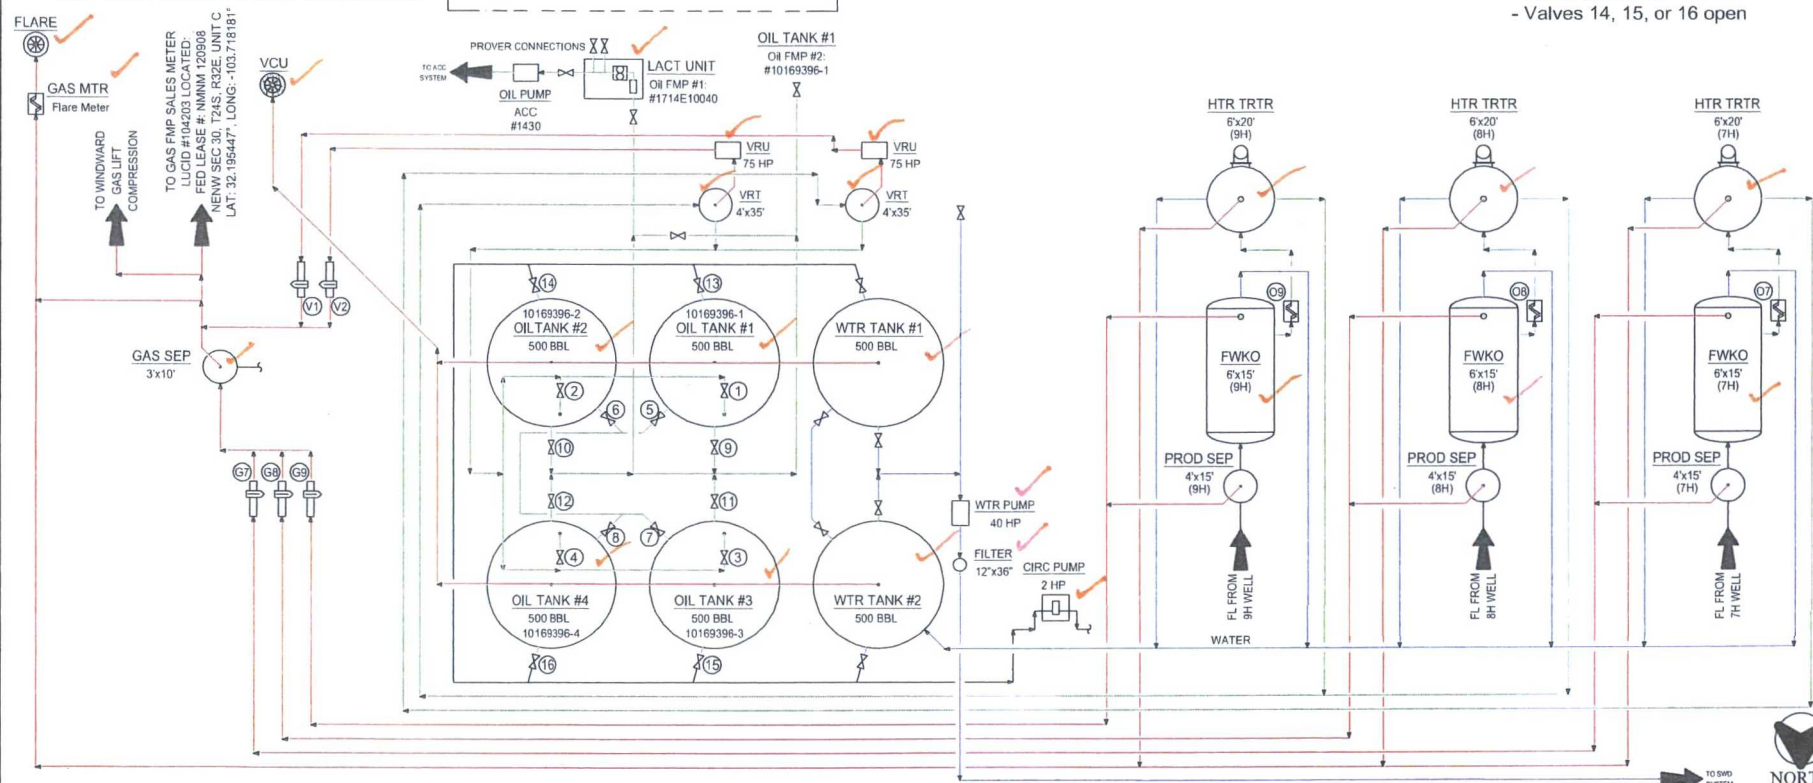 - Valves 14, 15, or 16 open
FLARE
GAS MTR
Flare Meter
TO WINDWARD
GAS LIFT
COMPRESSION
TO GAS FMP SALES METER
LUCID #104203 LOCATED:
FED LEASE #: NMNM 120908
NENW SEC 30, T24S, R32E, UNIT C
LAT: 32.195447°, LONG: -103.718181°
VCU
PROVER CONNECTIONS
TO ACC
SYSTEM
OIL PUMP
ACC
#1430
LACT UNIT
Oil FMP #1:
#1714E10040
OIL TANK #1
Oil FMP #2:
#10169396-1
VRU
75 HP
VRU
75 HP
VRT
4'x35'
VRT
4'x35'
V1
V2
GAS SEP
3'x10'
G7
G8
G9
14
13
10169396-2
OILTANK #2
500 BBL
10169396-1
OIL TANK #1
500 BBL
WTR TANK #1
500 BBL
2
1
6
5
10
9
12
11
8
7
4
3
OIL TANK #4
500 BBL
10169396-4
OIL TANK #3
500 BBL
10169396-3
WTR TANK #2
500 BBL
16
15
WTR PUMP
40 HP
FILTER
12"x36"
CIRC PUMP
2 HP
WATER
HTR TRTR
6'x20'
(9H)
O9
FWKO
6'x15'
(9H)
PROD SEP
4'x15'
(9H)
FL FROM
9H WELL
HTR TRTR
6'x20'
(8H)
O8
FWKO
6'x15'
(8H)
PROD SEP
4'x15'
(8H)
FL FROM
8H WELL
HTR TRTR
6'x20'
(7H)
O7
FWKO
6'x15'
(7H)
PROD SEP
4'x15'
(7H)
FL FROM
7H WELL
TO SWD
NORT